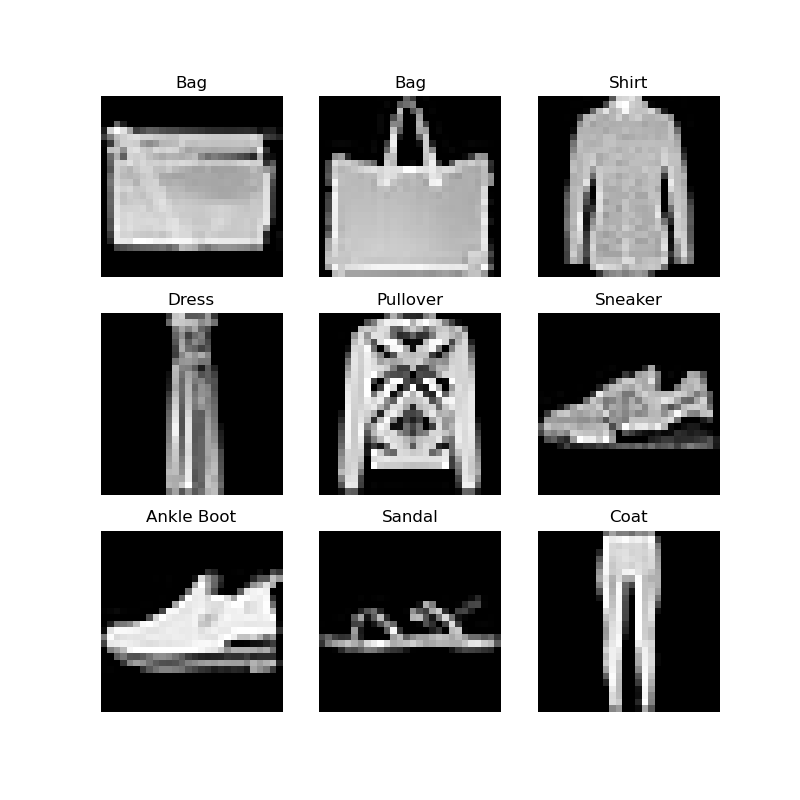 Bag
Bag
Shirt
Dress
Pullover
Sneaker
Ankle Boot
Sandal
Coat